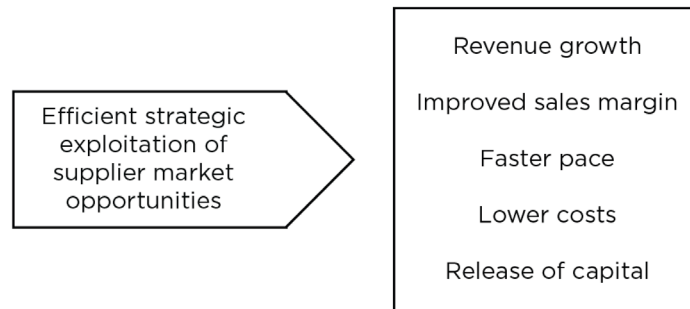 Efficient strategic
exploitation of
supplier market
opportunities
Revenue growth
Improved sales margin
Faster pace
Lower costs
Release of capital